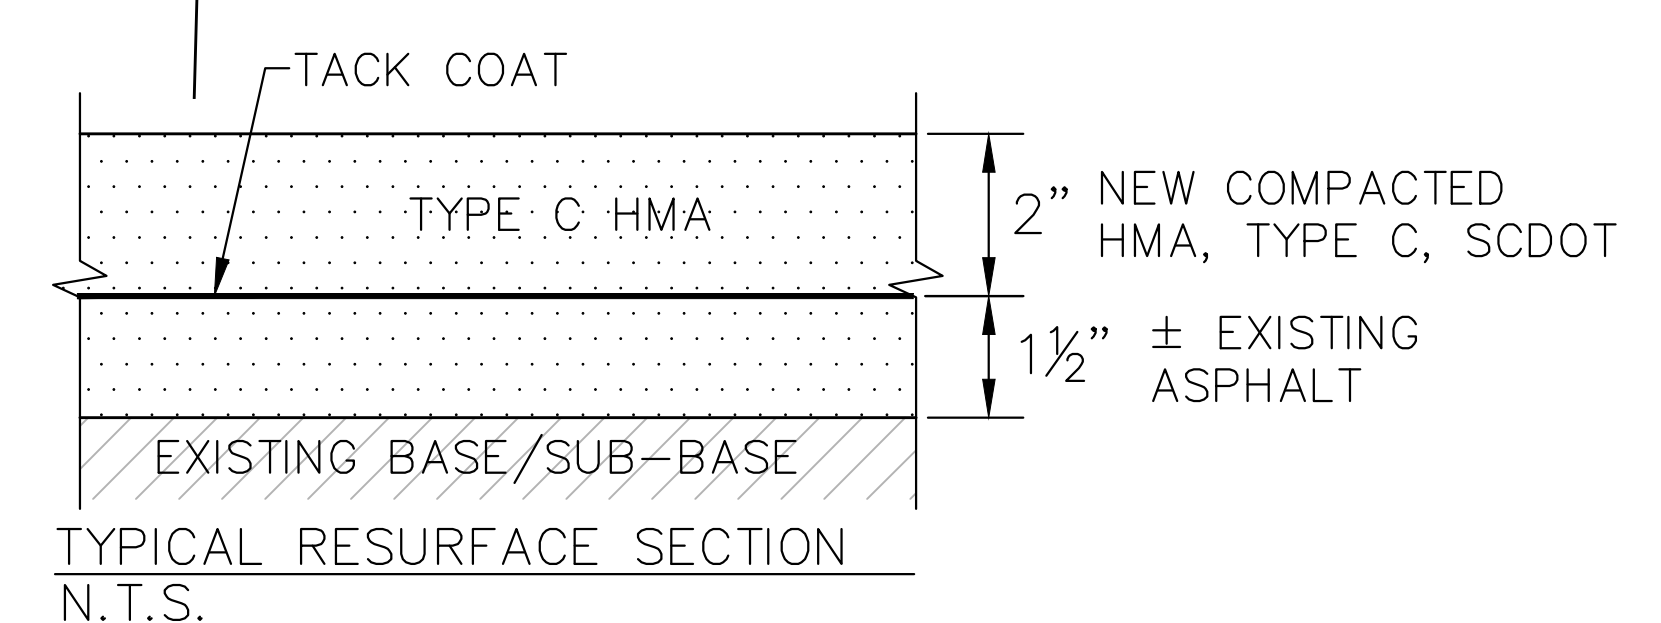 TACK COAT
TYPE C HMA
2” NEW COMPACTED
HMA, TYPE C, SCDOT
1½” ± EXISTING
ASPHALT
EXISTING BASE/SUB-BASE
TYPICAL RESURFACE SECTION
N.T.S.